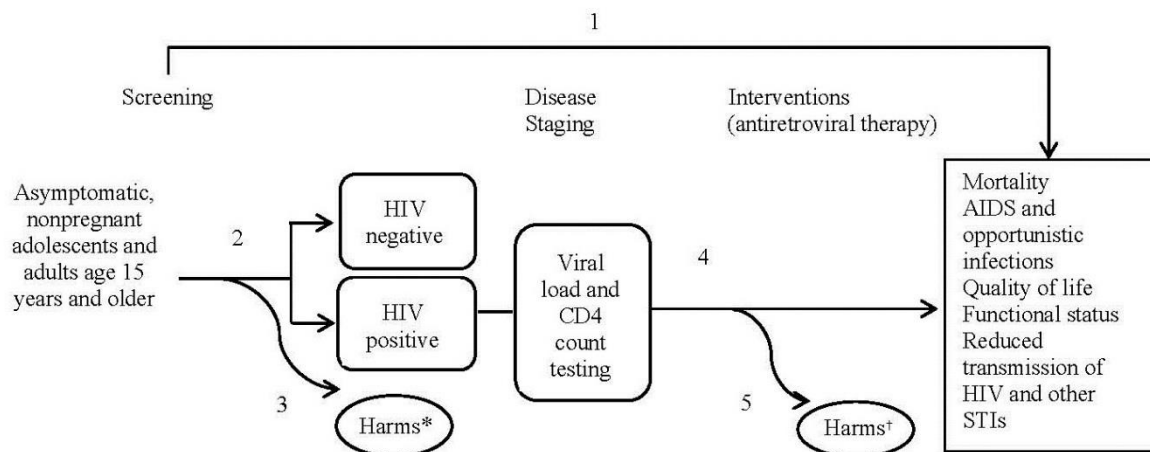 1
Screening
Disease
Staging
Interventions
(antiretroviral therapy)
Asymptomatic,
nonpregnant
adolescents and
adults age 15
years and older
2
3
HIV
negative
HIV
positive
Harms*
Viral
load and
CD4
count
testing
4
5
Harms†
Mortality
AIDS and
opportunistic
infections
Quality of life
Functional status
Reduced
transmission of
HIV and other
STIs